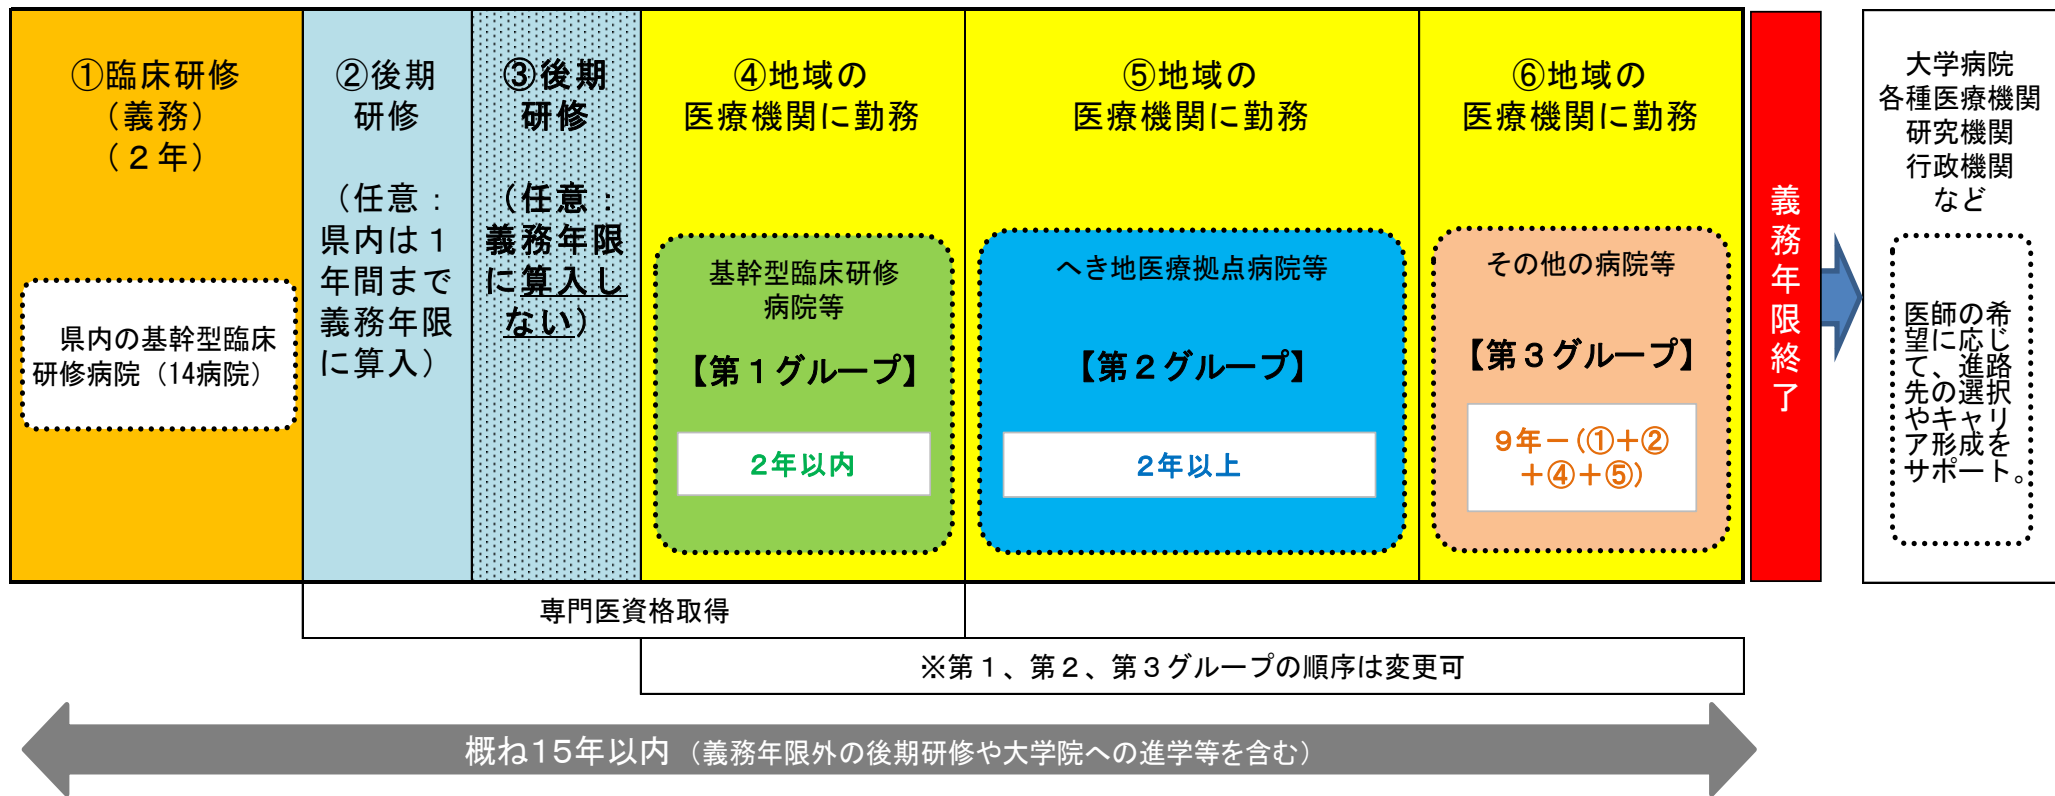 ①臨床研修
（義務）
（２年）
県内の基幹型臨床
研修病院（14病院）
②後期
研修
（任意：
県内は１
年間まで
義務年限
に算入）
③後期
研修
（任意：
義務年限
に算入し
ない）
④地域の
医療機関に勤務
基幹型臨床研修
病院等
【第１グループ】
２年以内
⑤地域の
医療機関に勤務
へき地医療拠点病院等
【第２グループ】
２年以上
⑥地域の
医療機関に勤務
その他の病院等
【第３グループ】
９年－（①＋②
＋④＋⑤）
義務年限終了
大学病院
各種医療機関
研究機関
行政機関
など
医師の希
望に応じ
て、進路
先の選択
やキャリ
ア形成を
サポート。
専門医資格取得
※第１、第２、第３グループの順序は変更可
概ね15年以内（義務年限外の後期研修や大学院への進学等を含む）